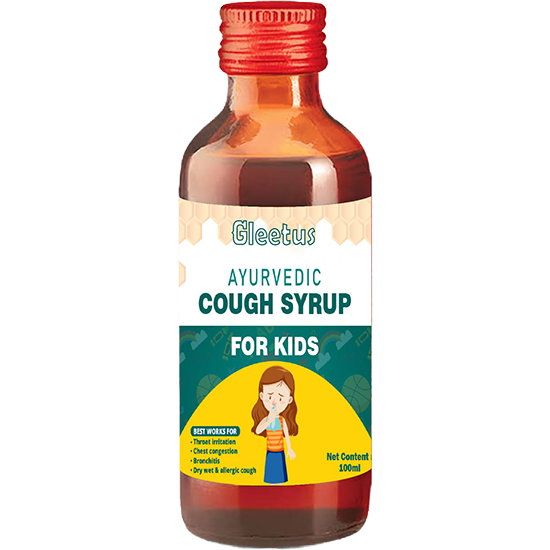 Gleetus
AYURVEDIC
COUGH SYRUP
FOR KIDS
BEST WORKS FOR
• Throat irritation
• Chest congestion
• Bronchitis
• Dry wet & allergic cough
Net Content :
100ml